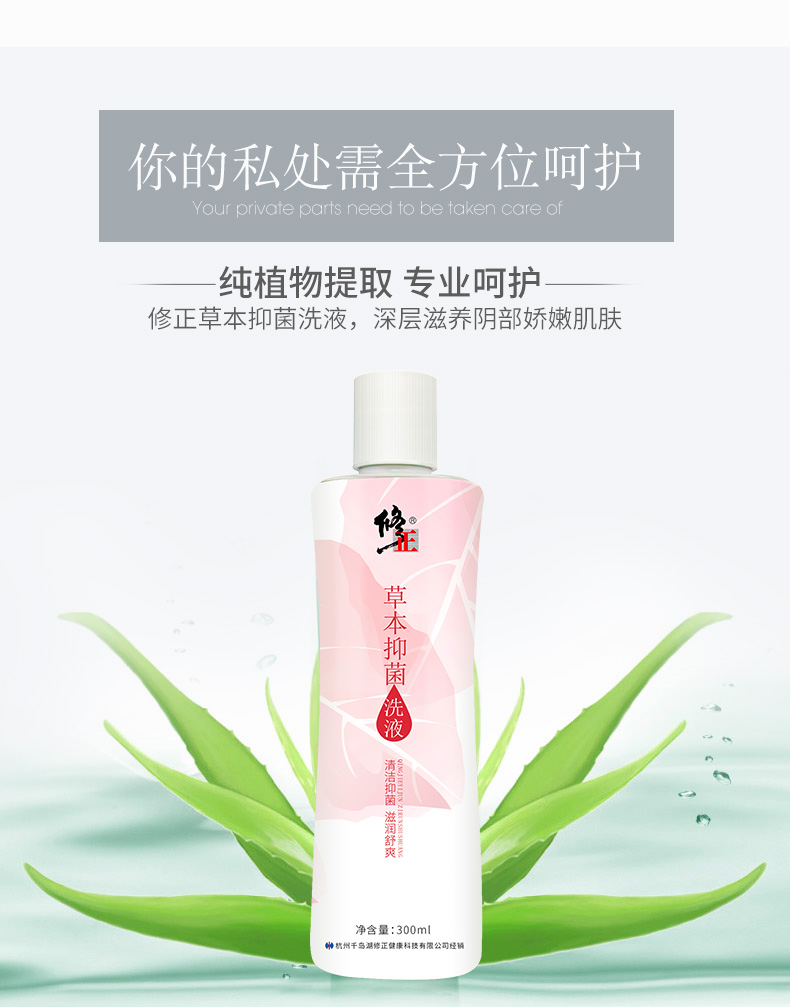 你的私处需全方位呵护
Your private parts need to be taken care of
纯植物提取 专业呵护
修正草本抑菌洗液，深层滋养阴部娇嫩肌肤
修正®
草本抑菌
洗液
清洁抑菌 滋润舒爽
QINGJIEYIJUN ZIRUNSHUSHUANG
净含量:300ml
杭州千岛湖修正健康科技有限公司经销